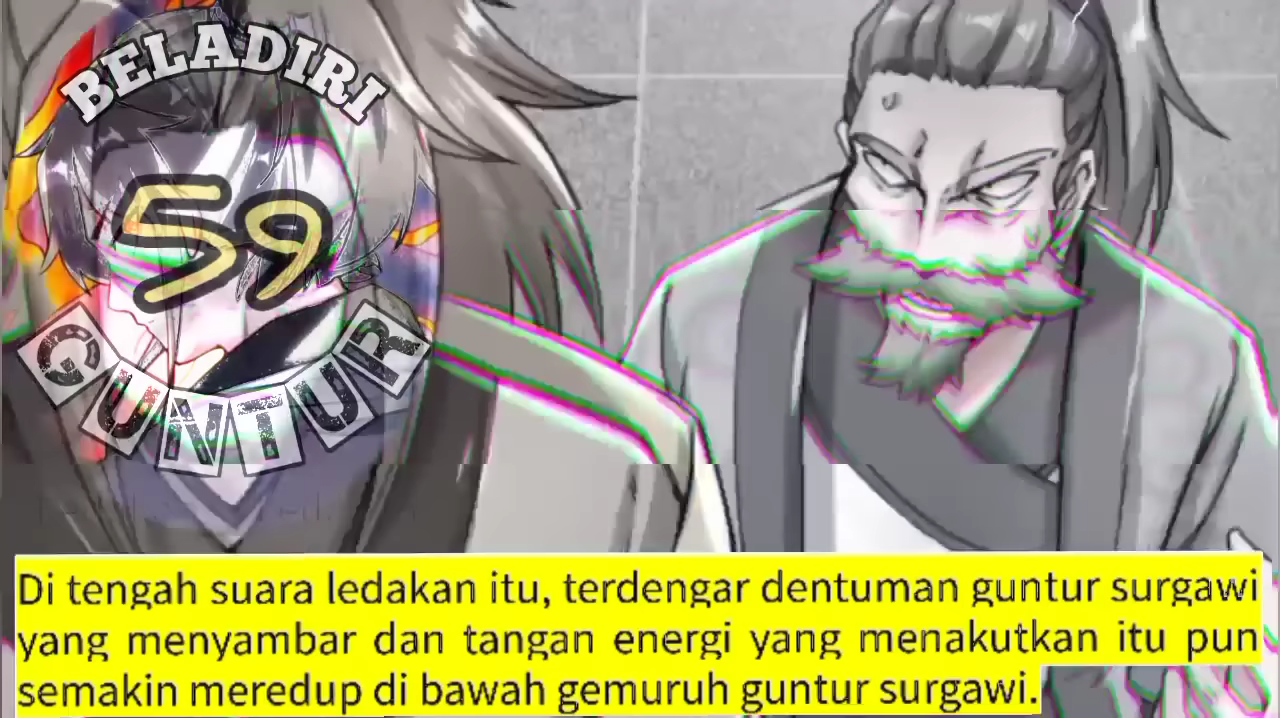 BELADIRI
59
GUNTUR
Di tengah suara ledakan itu, terdengar dentuman guntur surgawi
yang menyambar dan tangan energi yang menakutkan itu pun
semakin meredup di bawah gemuruh guntur surgawi.